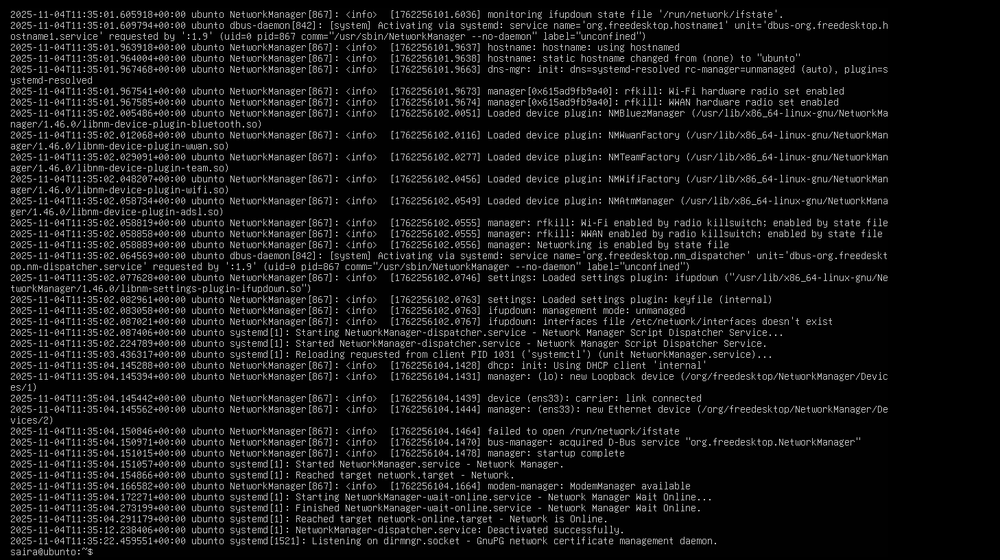 2025-11-04T11:35:01.605918+00:00 ubunto NetworkManager[867]: <info>  [1762256101.6036] monitoring ifupdown state file '/run/network/ifstate'.
2025-11-04T11:35:01.609794+00:00 ubunto dbus-daemon[842]: [system] Activating via systemd: service name='org.freedesktop.hostname1' unit='dbus-org.freedesktop.h
ostname1.service' requested by ':1.9' (uid=0 pid=867 comm="/usr/sbin/NetworkManager --no-daemon" label="unconfined")
2025-11-04T11:35:01.963918+00:00 ubunto NetworkManager[867]: <info>  [1762256101.9637] hostname: hostname: using hostnamed
2025-11-04T11:35:01.964004+00:00 ubunto NetworkManager[867]: <info>  [1762256101.9638] hostname: static hostname changed from (none) to "ubunto"
2025-11-04T11:35:01.967468+00:00 ubunto NetworkManager[867]: <info>  [1762256101.9663] dns-mgr: init: dns=systemd-resolved rc-manager=unmanaged (auto), plugin=s
ystemd-resolved
2025-11-04T11:35:01.967541+00:00 ubunto NetworkManager[867]: <info>  [1762256101.9673] manager[0x615ad9fb9a40]: rfkill: Wi-Fi hardware radio set enabled
2025-11-04T11:35:01.967585+00:00 ubunto NetworkManager[867]: <info>  [1762256101.9674] manager[0x615ad9fb9a40]: rfkill: WWAN hardware radio set enabled
2025-11-04T11:35:02.005486+00:00 ubunto NetworkManager[867]: <info>  [1762256102.0051] Loaded device plugin: NMBluezManager (/usr/lib/x86_64-linux-gnu/NetworkMa
nager/1.46.0/libnm-device-plugin-bluetooth.so)
2025-11-04T11:35:02.012068+00:00 ubunto NetworkManager[867]: <info>  [1762256102.0116] Loaded device plugin: NMWwanFactory (/usr/lib/x86_64-linux-gnu/NetworkMan
ager/1.46.0/libnm-device-plugin-wwan.so)
2025-11-04T11:35:02.029091+00:00 ubunto NetworkManager[867]: <info>  [1762256102.0277] Loaded device plugin: NMTeamFactory (/usr/lib/x86_64-linux-gnu/NetworkMan
ager/1.46.0/libnm-device-plugin-team.so)
2025-11-04T11:35:02.048207+00:00 ubunto NetworkManager[867]: <info>  [1762256102.0456] Loaded device plugin: NMWifiFactory (/usr/lib/x86_64-linux-gnu/NetworkMan
ager/1.46.0/libnm-device-plugin-wifi.so)
2025-11-04T11:35:02.058734+00:00 ubunto NetworkManager[867]: <info>  [1762256102.0549] Loaded device plugin: NMAtmManager (/usr/lib/x86_64-linux-gnu/NetworkMana
ger/1.46.0/libnm-device-plugin-adsl.so)
2025-11-04T11:35:02.058819+00:00 ubunto NetworkManager[867]: <info>  [1762256102.0555] manager: rfkill: Wi-Fi enabled by radio killswitch; enabled by state file
2025-11-04T11:35:02.058858+00:00 ubunto NetworkManager[867]: <info>  [1762256102.0555] manager: rfkill: WWAN enabled by radio killswitch; enabled by state file
2025-11-04T11:35:02.058889+00:00 ubunto NetworkManager[867]: <info>  [1762256102.0556] manager: Networking is enabled by state file
2025-11-04T11:35:02.064569+00:00 ubunto dbus-daemon[842]: [system] Activating via systemd: service name='org.freedesktop.nm_dispatcher' unit='dbus-org.freedeskt
op.nm-dispatcher.service' requested by ':1.9' (uid=0 pid=867 comm="/usr/sbin/NetworkManager --no-daemon" label="unconfined")
2025-11-04T11:35:02.077628+00:00 ubunto NetworkManager[867]: <info>  [1762256102.0746] settings: Loaded settings plugin: ifupdown ("/usr/lib/x86_64-linux-gnu/Ne
tworkManager/1.46.0/libnm-settings-plugin-ifupdown.so")
2025-11-04T11:35:02.082961+00:00 ubunto NetworkManager[867]: <info>  [1762256102.0763] settings: Loaded settings plugin: keyfile (internal)
2025-11-04T11:35:02.083058+00:00 ubunto NetworkManager[867]: <info>  [1762256102.0763] ifupdown: management mode: unmanaged
2025-11-04T11:35:02.087021+00:00 ubunto NetworkManager[867]: <info>  [1762256102.0767] ifupdown: interfaces file /etc/network/interfaces doesn't exist
2025-11-04T11:35:02.087406+00:00 ubunto systemd[1]: Starting NetworkManager-dispatcher.service - Network Manager Script Dispatcher Service...
2025-11-04T11:35:02.224789+00:00 ubunto systemd[1]: Started NetworkManager-dispatcher.service - Network Manager Script Dispatcher Service.
2025-11-04T11:35:03.436317+00:00 ubunto systemd[1]: Reloading requested from client PID 1031 ('systemctl') (unit NetworkManager.service)...
2025-11-04T11:35:04.145288+00:00 ubunto NetworkManager[867]: <info>  [1762256104.1428] dhcp: init: Using DHCP client 'internal'
2025-11-04T11:35:04.145394+00:00 ubunto NetworkManager[867]: <info>  [1762256104.1431] manager: (lo): new Loopback device (/org/freedesktop/NetworkManager/Devic
es/1)
2025-11-04T11:35:04.145442+00:00 ubunto NetworkManager[867]: <info>  [1762256104.1439] device (ens33): carrier: link connected
2025-11-04T11:35:04.145562+00:00 ubunto NetworkManager[867]: <info>  [1762256104.1444] manager: (ens33): new Ethernet device (/org/freedesktop/NetworkManager/De
vices/2)
2025-11-04T11:35:04.150846+00:00 ubunto NetworkManager[867]: <info>  [1762256104.1464] failed to open /run/network/ifstate
2025-11-04T11:35:04.150971+00:00 ubunto NetworkManager[867]: <info>  [1762256104.1470] bus-manager: acquired D-Bus service "org.freedesktop.NetworkManager"
2025-11-04T11:35:04.151015+00:00 ubunto NetworkManager[867]: <info>  [1762256104.1478] manager: startup complete
2025-11-04T11:35:04.151057+00:00 ubunto systemd[1]: Started NetworkManager.service - Network Manager.
2025-11-04T11:35:04.154866+00:00 ubunto systemd[1]: Reached target network.target - Network.
2025-11-04T11:35:04.166582+00:00 ubunto NetworkManager[867]: <info>  [1762256104.1664] modem-manager: ModemManager available
2025-11-04T11:35:04.172271+00:00 ubunto systemd[1]: Starting NetworkManager-wait-online.service - Network Manager Wait Online...
2025-11-04T11:35:04.273199+00:00 ubunto systemd[1]: Finished NetworkManager-wait-online.service - Network Manager Wait Online.
2025-11-04T11:35:04.291179+00:00 ubunto systemd[1]: Reached target network-online.target - Network is Online.
2025-11-04T11:35:12.238406+00:00 ubunto systemd[1]: NetworkManager-dispatcher.service: Deactivated successfully.
2025-11-04T11:35:22.459551+00:00 ubunto systemd[1521]: Listening on dirmngr.socket - GnuPG network certificate management daemon.
saira@ubunto:~$